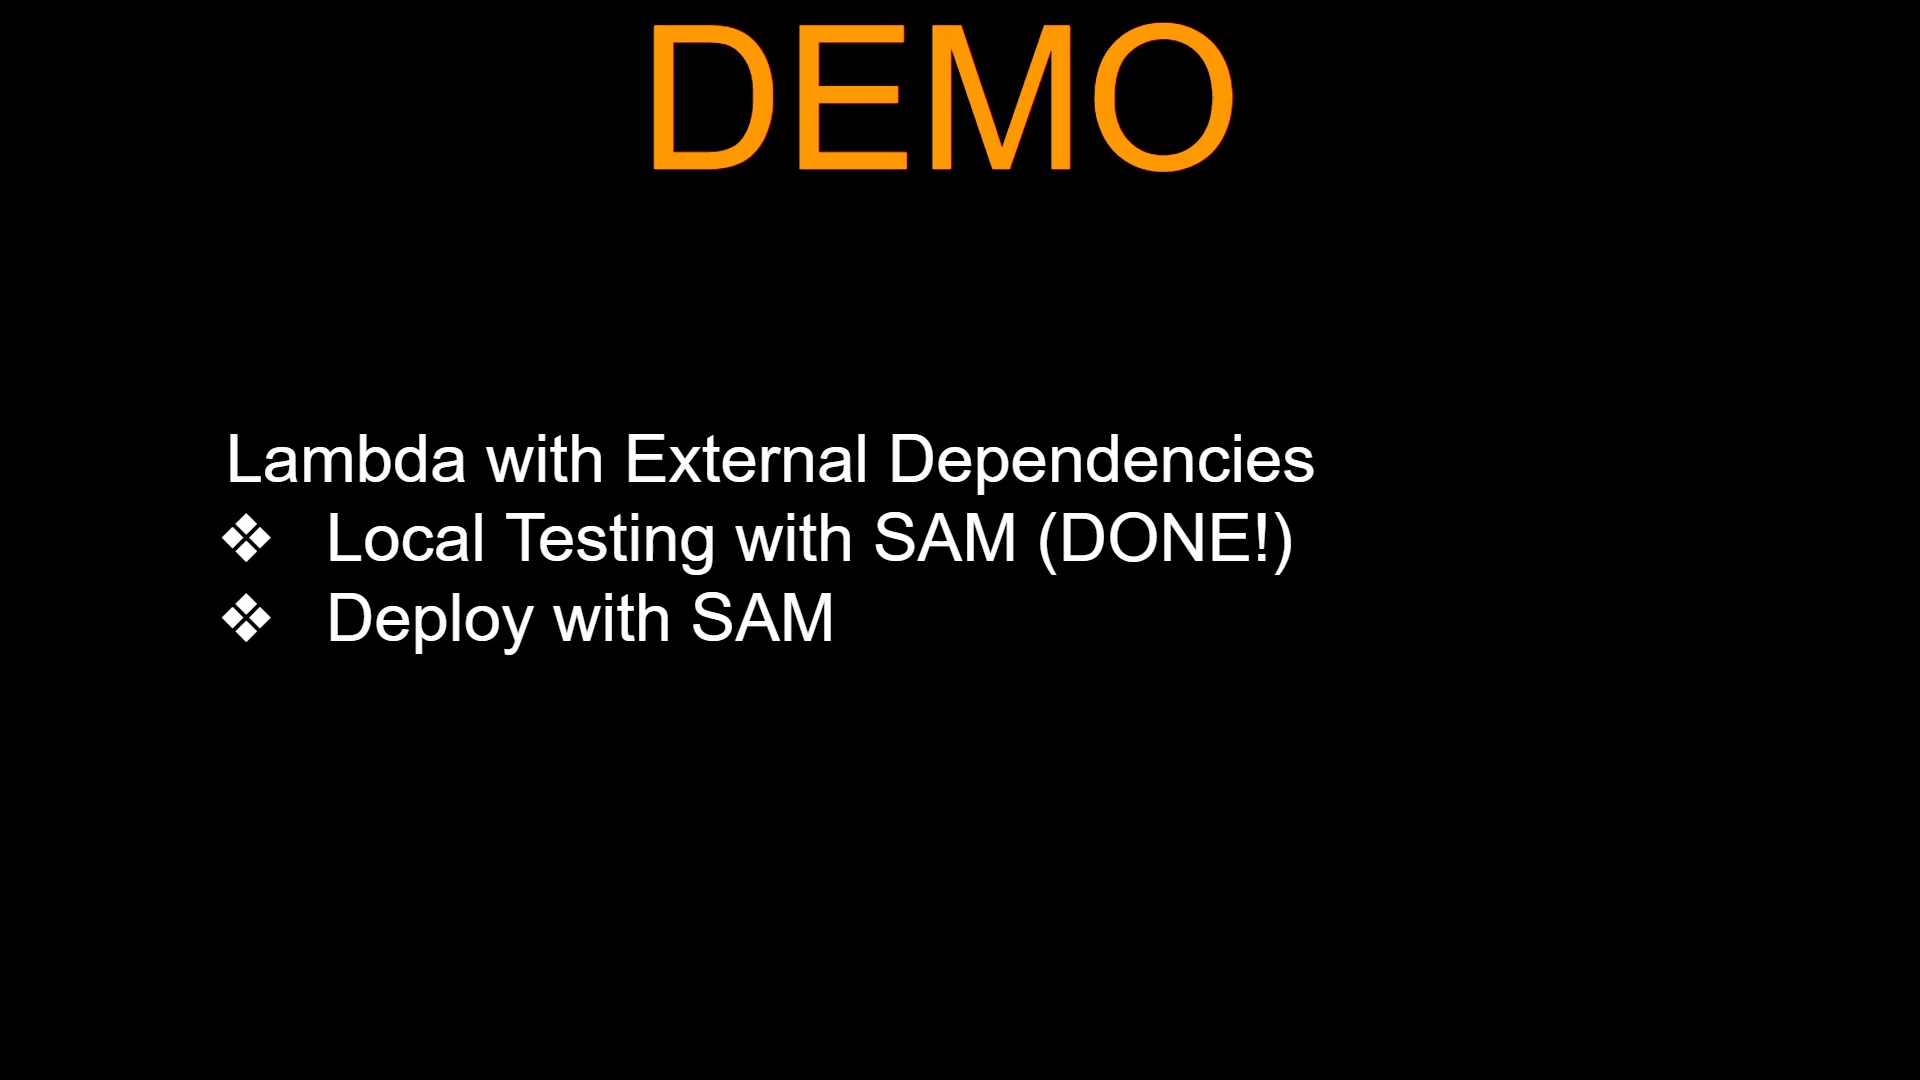 DEMO
Lambda with External Dependencies
❖ Local Testing with SAM (DONE!)
❖ Deploy with SAM